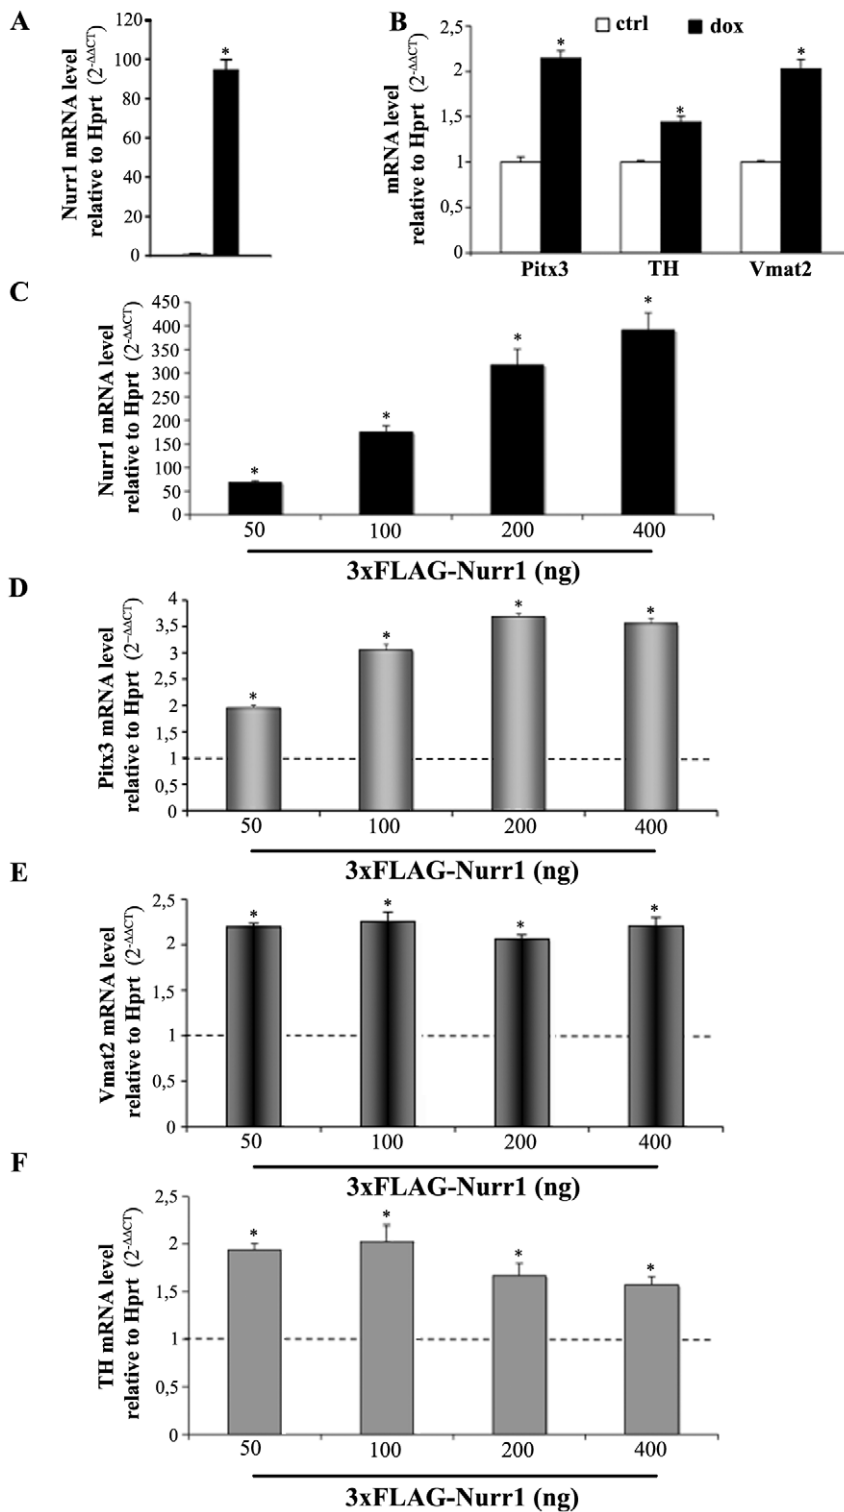 A
Nurr1 mRNA level
relative to Hprt (2-ΔΔCT)
120
100
80
60
40
20
0
*
B
mRNA level
relative to Hprt (2-ΔΔCT)
ctrl dox
2,5
2
1,5
1
0,5
0
* * *
Pitx3 TH Vmat2
C
Nurr1 mRNA level
relative to Hprt (2-ΔΔCT)
450
400
350
300
250
200
150
100
50
0
* * * *
50 100 200 400
3xFLAG-Nurr1 (ng)
D
Pitx3 mRNA level
relative to Hprt (2-ΔΔCT)
4
3,5
3
2,5
2
1,5
1
0,5
0
* * * *
50 100 200 400
3xFLAG-Nurr1 (ng)
E
Vmat2 mRNA level
relative to Hprt (2-ΔΔCT)
2,5
2
1,5
1
0,5
0
* * * *
50 100 200 400
3xFLAG-Nurr1 (ng)
F
TH mRNA level
relative to Hprt (2-ΔΔCT)
2,5
2
1,5
1
0,5
0
* * * *
50 100 200 400
3xFLAG-Nurr1 (ng)